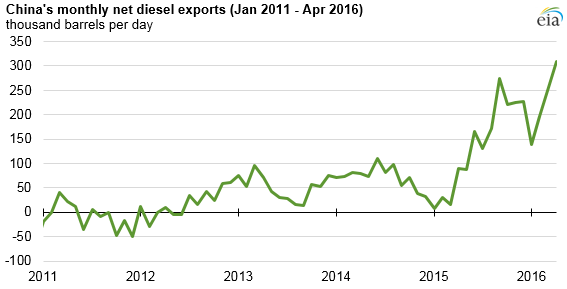 China's monthly net diesel exports (Jan 2011 - Apr 2016)
thousand barrels per day
eia
350
300
250
200
150
100
50
0
-50
-100
2011 2012 2013 2014 2015 2016